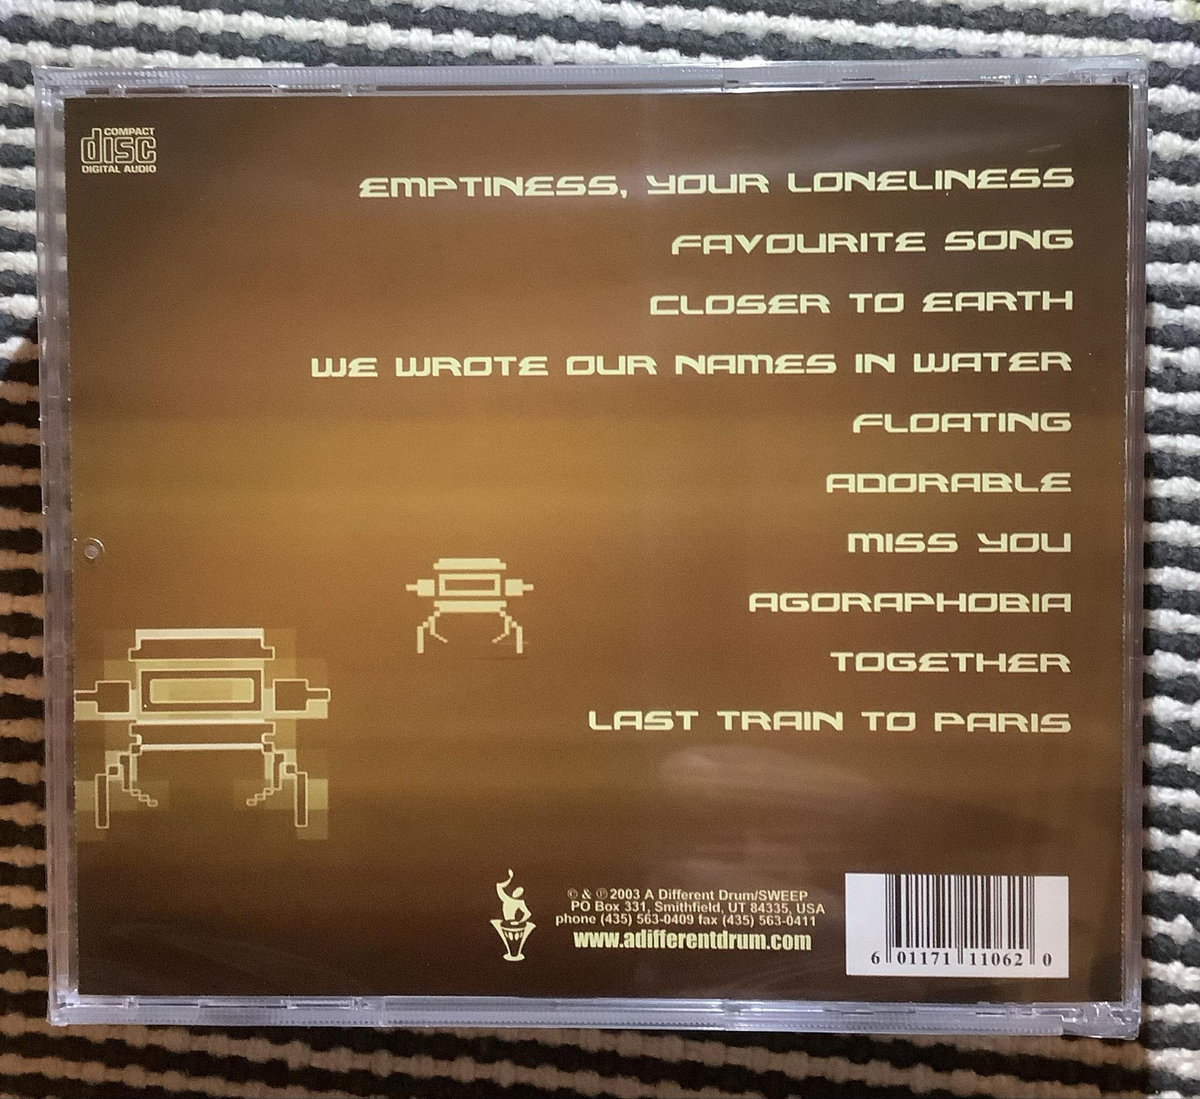 COMPACT
disc
DIGITAL AUDIO
EMPTINESS, YOUR LONELINESS
FAVOURITE SONG
CLOSER TO EARTH
WE WROTE OUR NAMES IN WATER
FLOATING
ADORABLE
MISS YOU
AGORAPHOBIA
TOGETHER
LAST TRAIN TO PARIS
© & ℗ 2003 A Different Drum/SWEEP
PO Box 331, Smithfield, UT 84335, USA
phone (435) 563-0409 fax (435) 563-0411
www.adifferentdrum.com
6 01171 11062 0